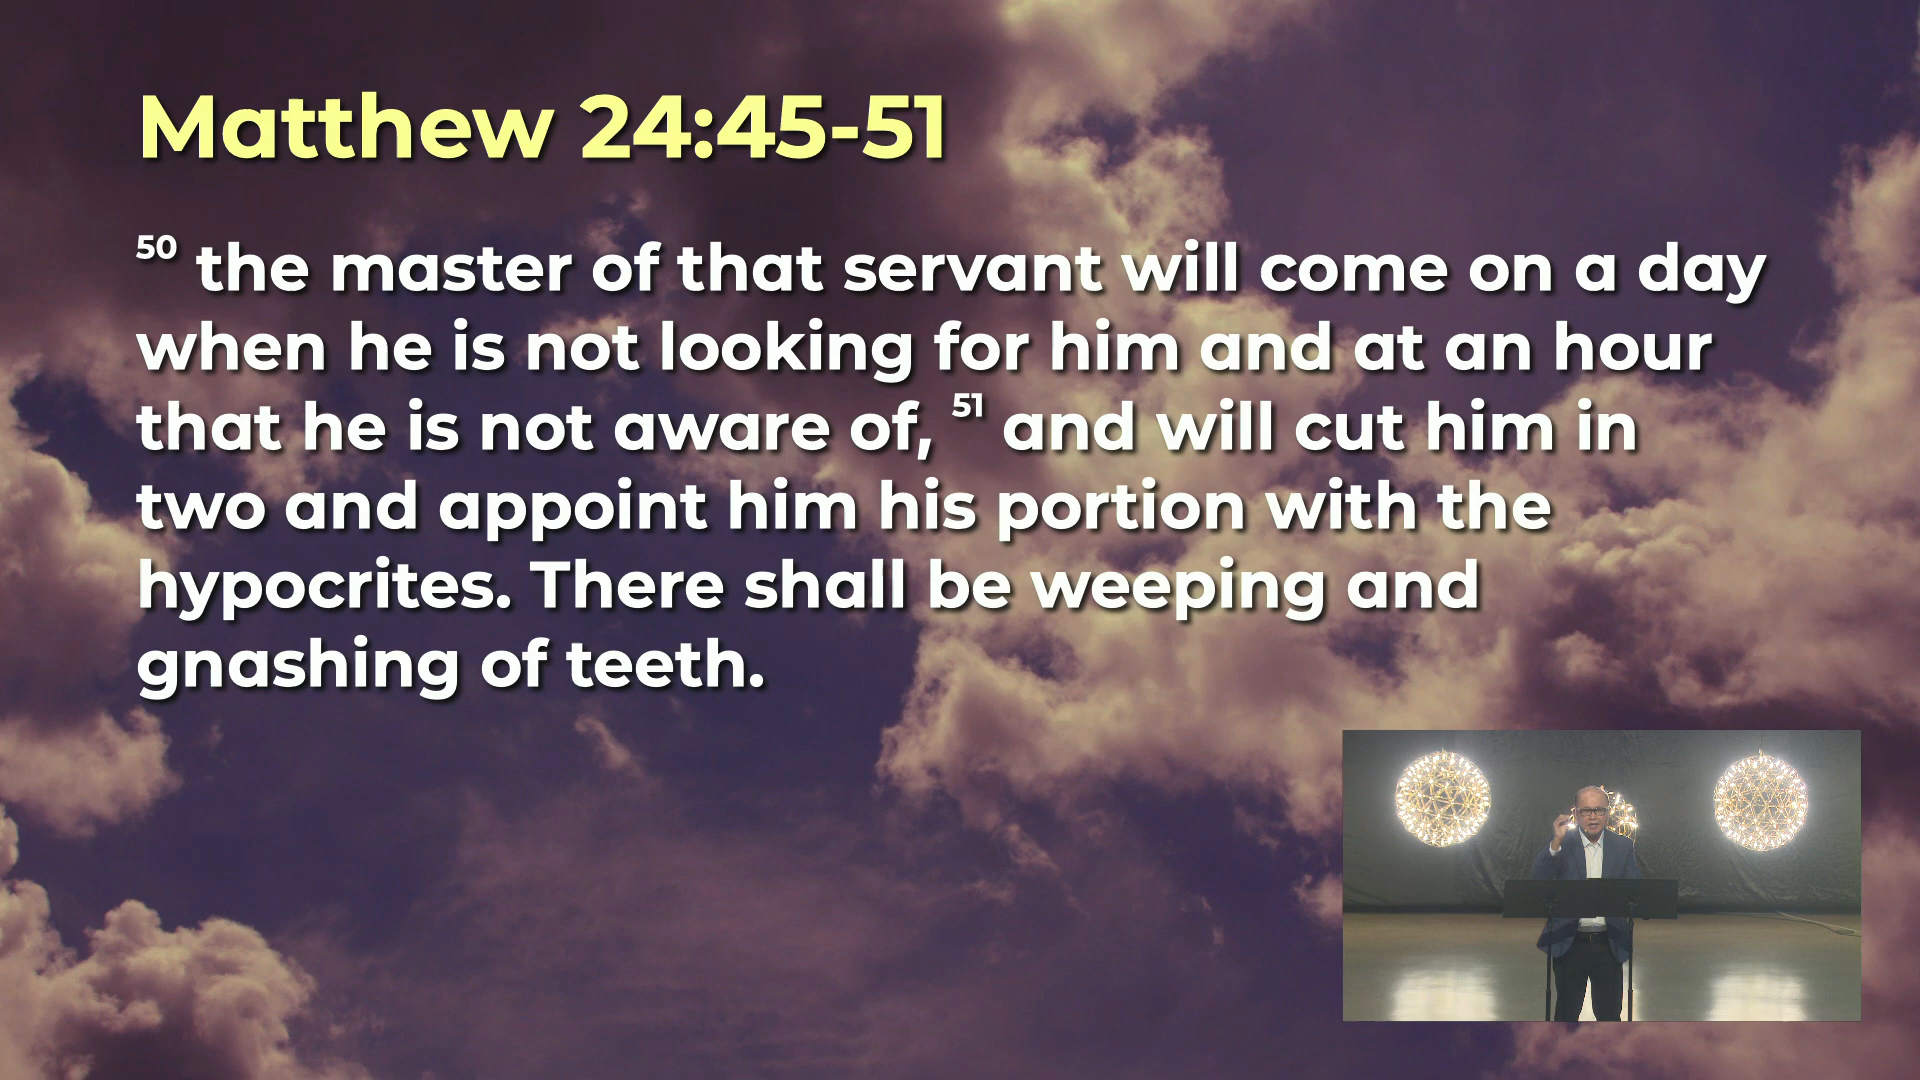 Matthew 24:45-51
50 the master of that servant will come on a day
when he is not looking for him and at an hour
that he is not aware of, 51 and will cut him in
two and appoint him his portion with the
hypocrites. There shall be weeping and
gnashing of teeth.